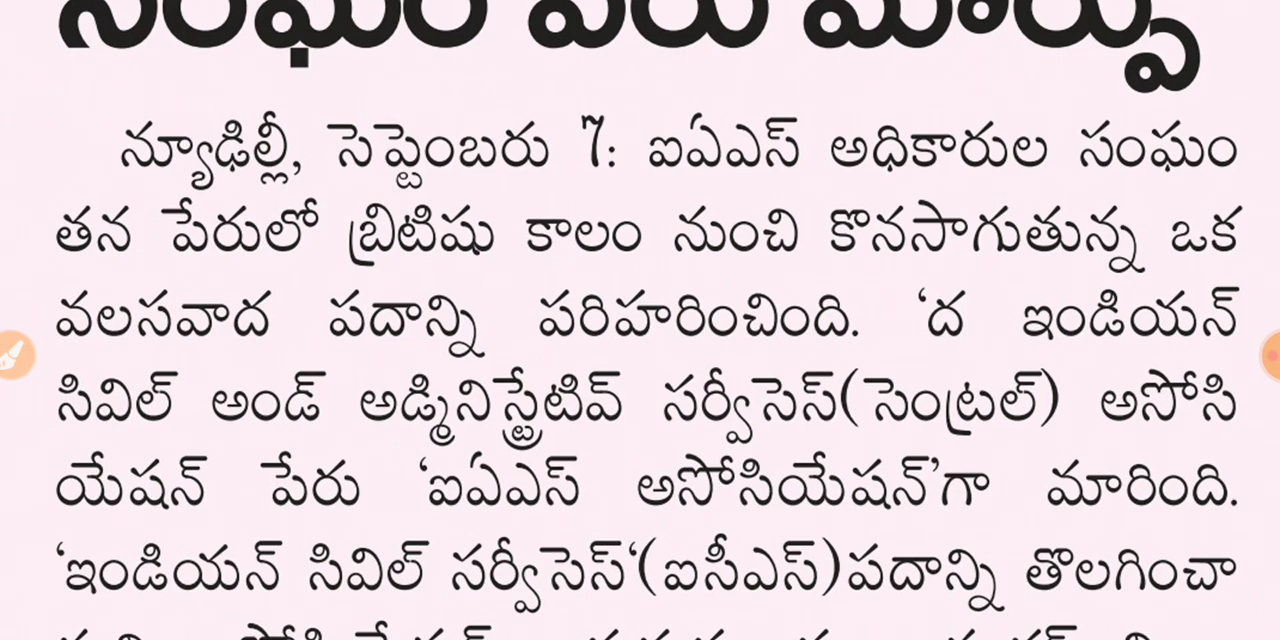 సంఘం పేరు మార్పు
న్యూఢిల్లీ, సెప్టెంబరు 7: ఐఏఎస్ అధికారుల సంఘం
తన పేరులో బ్రిటిషు కాలం నుంచి కొనసాగుతున్న ఒక
వలసవాద పదాన్ని పరిహరించింది. ‘ద ఇండియన్
సివిల్ అండ్ అడ్మినిస్ట్రేటివ్ సర్వీసెస్(సెంట్రల్) అసోసి
యేషన్ పేరు ‘ఐఏఎస్ అసోసియేషన్’గా మారింది.
‘ఇండియన్ సివిల్ సర్వీసెస్‘(ఐసీఎస్)పదాన్ని తొలగించా